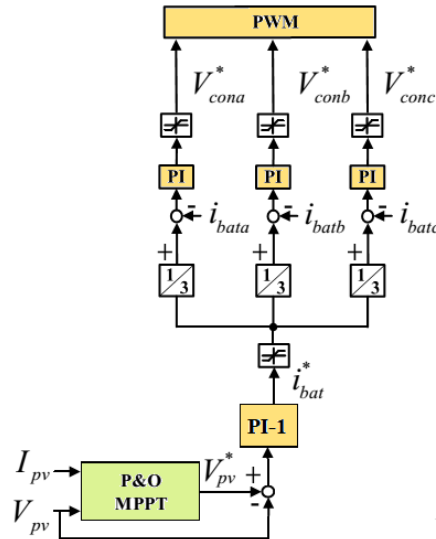 PWM
V*cona V*conb V*conc
PI PI PI
- - -
ibata ibatb ibatc
+ + +
1/3 1/3 1/3
i*bat
PI-1
Ipv
P&O
MPPT
V*pv +
-
Vpv